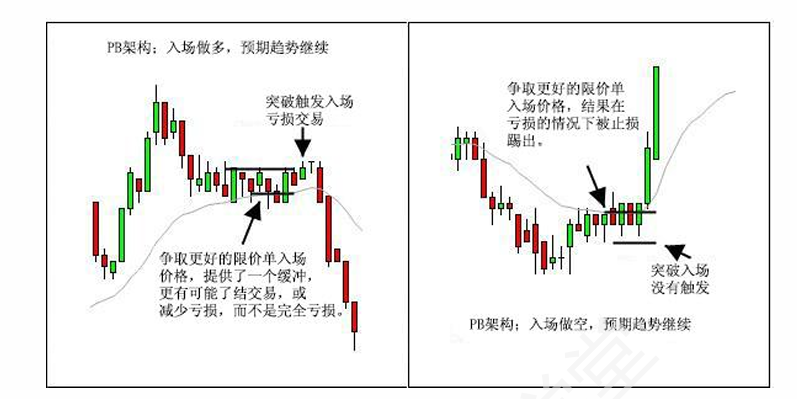 PB架构；入场做多，预期趋势继续
突破触发入场
亏损交易
争取更好的限价单入场
价格，提供了一个缓冲，
更有可能了结交易，或
减少亏损，而不是完全亏损。
争取更好的限价单
入场价格，结果在
亏损的情况下被止损
踢出。
突破入场
没有触发
PB架构；入场做空，预期趋势继续